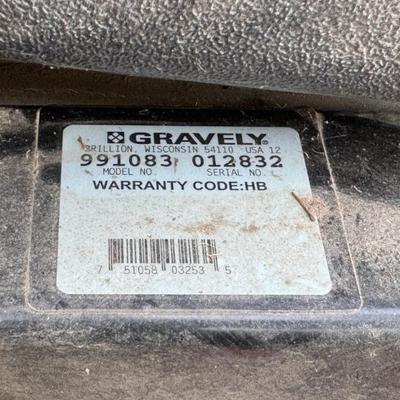 GRAVELY®
BRILLION, WISCONSIN 54110 USA 12
991083 012832
MODEL NO. SERIAL NO.
WARRANTY CODE:HB
7 51058 03253 5